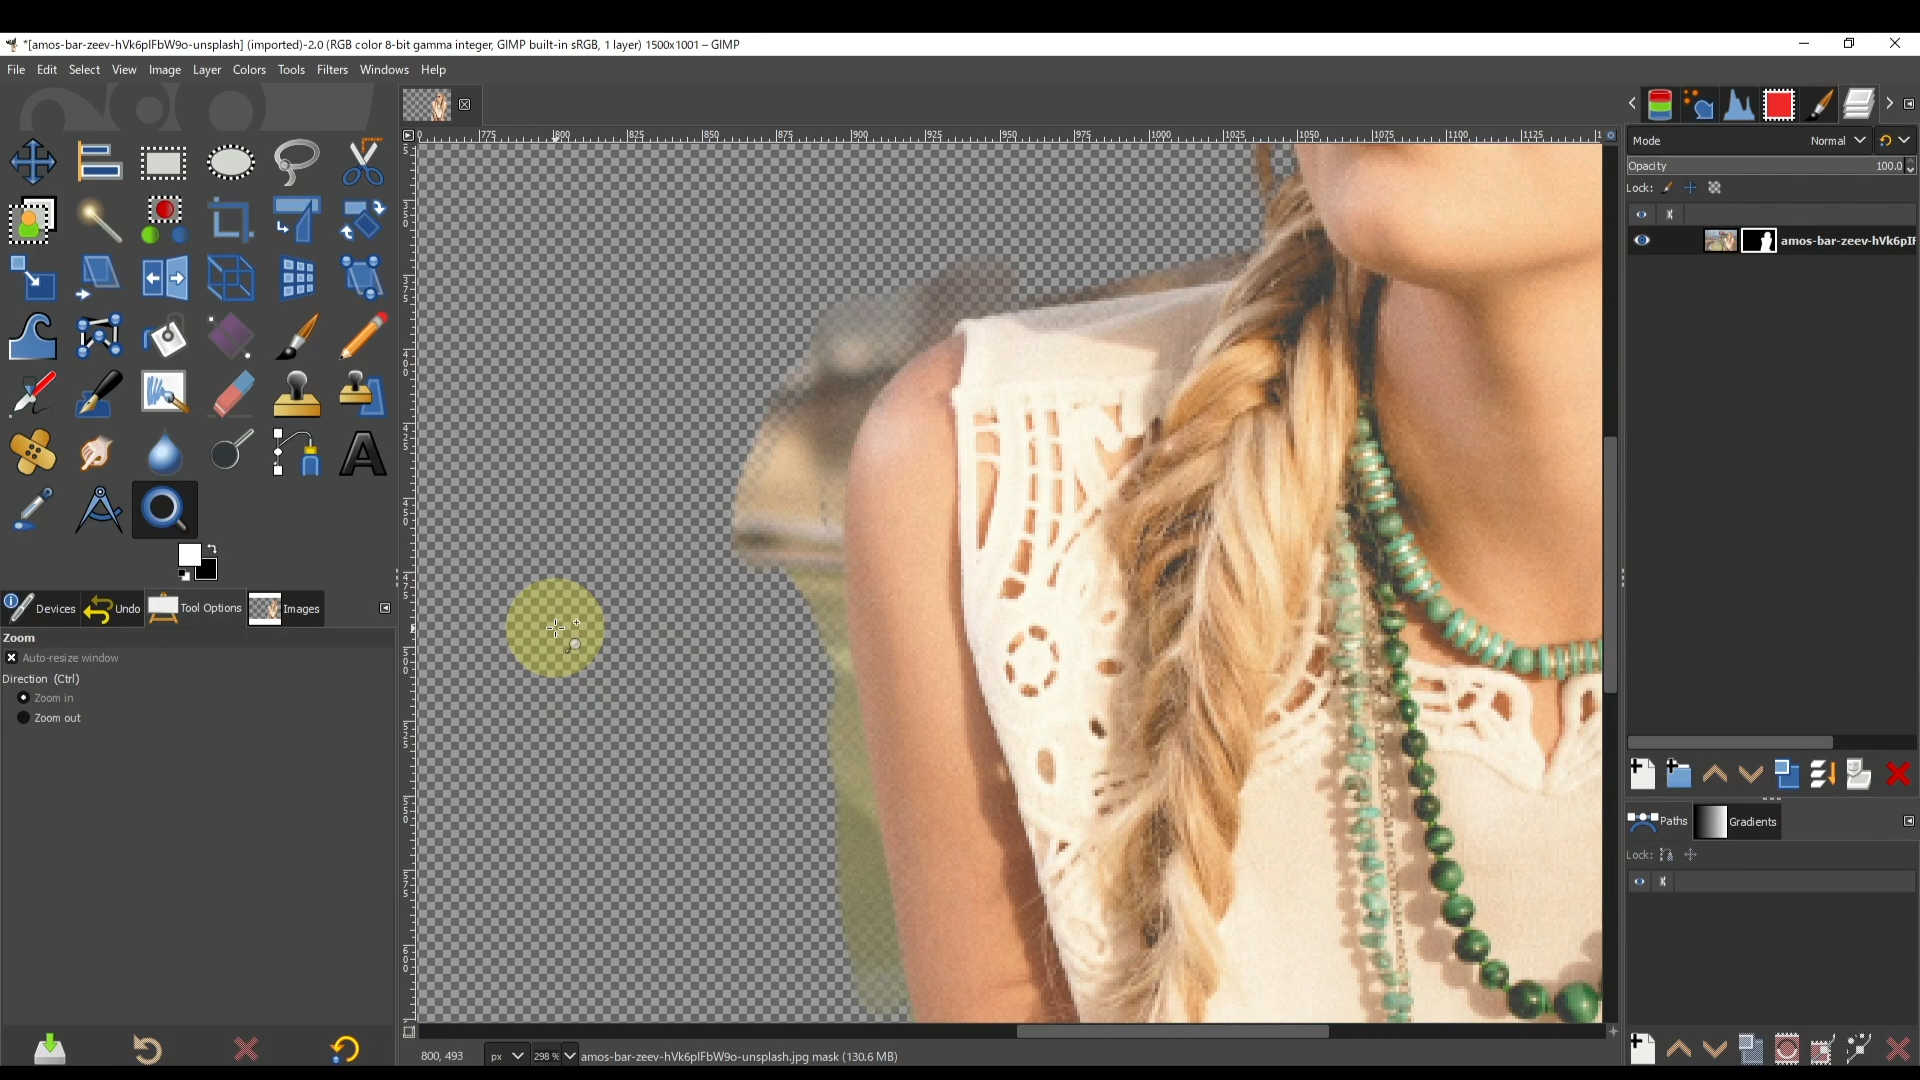 *[amos-bar-zeev-hVk6pIFbW9o-unsplash] (imported)-2.0 (RGB color 8-bit gamma integer, GIMP built-in sRGB, 1 layer) 1500x1001 – GIMP
File Edit Select View Image Layer Colors Tools Filters Windows Help
775 800 825 850 875 900 925 950 975 1000 1025 1050 1075 1100 1125
Mode Normal
Opacity 100.0
Lock:
amos-bar-zeev-hVk6pIF
Devices Undo Tool Options Images
Zoom
Auto-resize window
Direction (Ctrl)
Zoom in
Zoom out
Paths Gradients
Lock:
800, 493 px 298 % amos-bar-zeev-hVk6pIFbW9o-unsplash.jpg mask (130.6 MB)